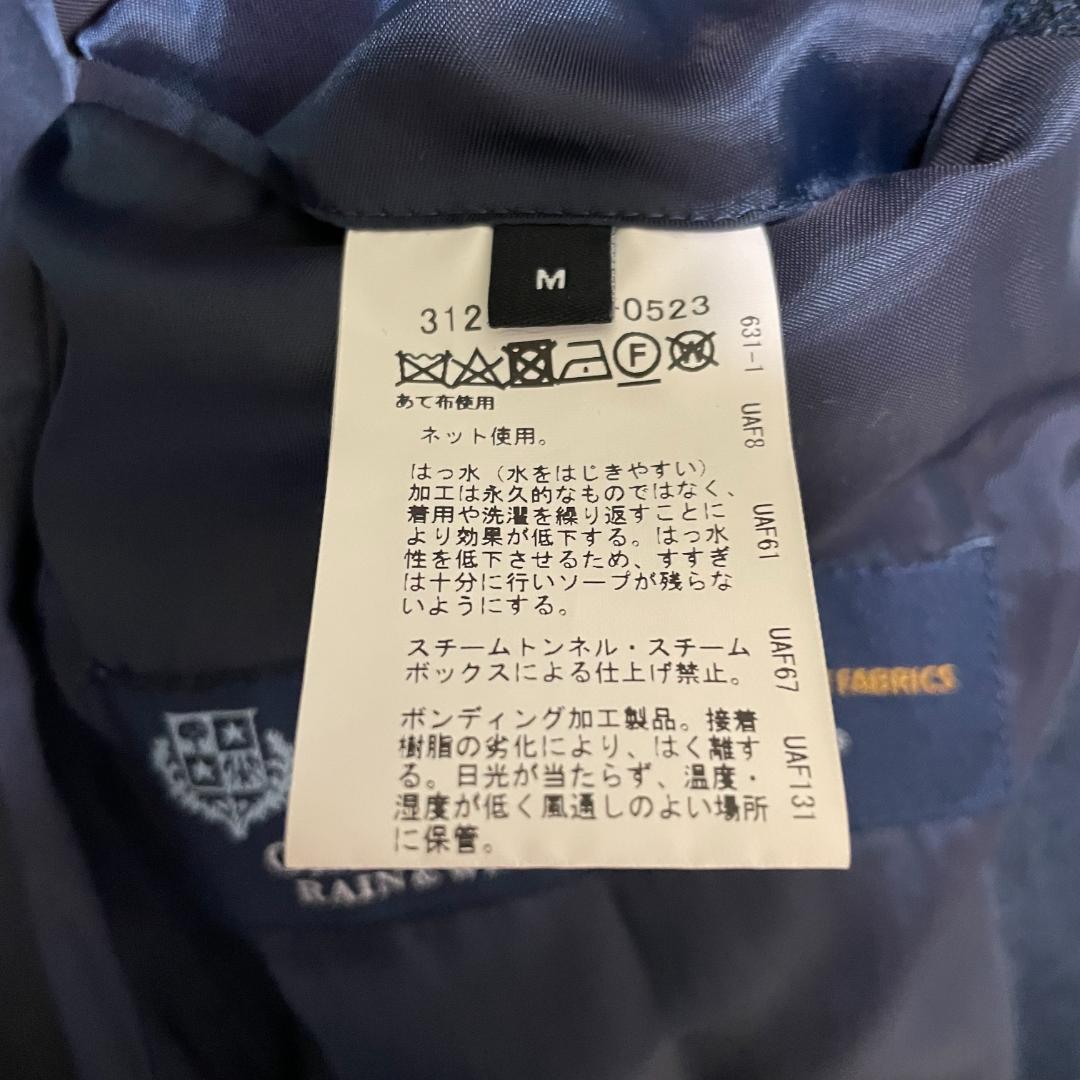 M
312
0523
F
W
あて布使用
ネット使用。
はっ水（水をはじきやすい）
加工は永久的なものではなく、
着用や洗濯を繰り返すことに
より効果が低下する。はっ水
性を低下させるため、すすぎ
は十分に行いソープが残らな
いようにする。
スチームトンネル・スチーム
ボックスによる仕上げ禁止。
ボンディング加工製品。接着
樹脂の劣化により、はく離す
る。日光が当たらず、温度・
湿度が低く風通しのよい場所
に保管。
631-1
UAF8
UAF61
UAF67
UAF131
FABRICS
RAIN&